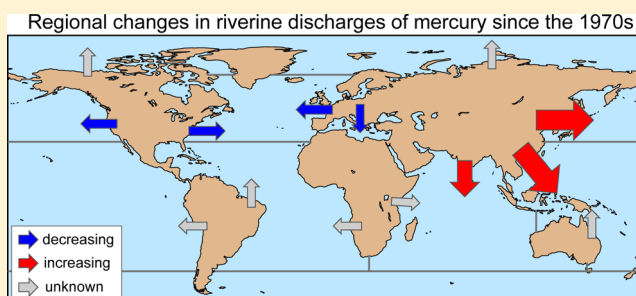 Regional changes in riverine discharges of mercury since the 1970s
decreasing
increasing
unknown